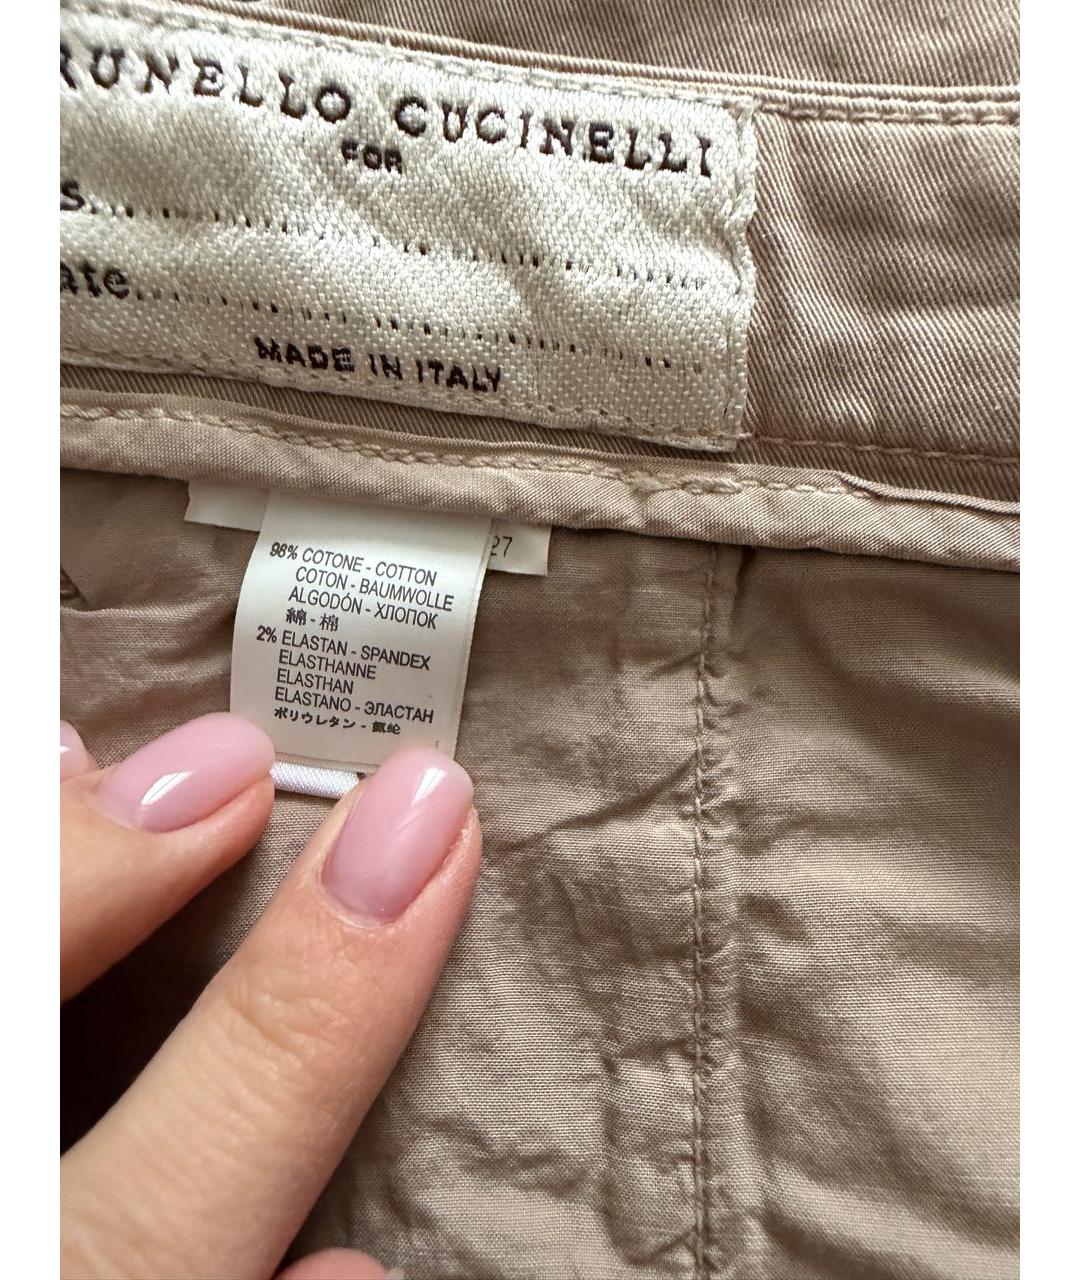 RUNELLO CUCINELLI
FOR
s.
ate.
MADE IN ITALY
27
98% COTONE - COTTON
COTON - BAUMWOLLE
ALGODÓN - ХЛОПОК
綿 - 棉
2% ELASTAN - SPANDEX
ELASTHANNE
ELASTHAN
ELASTANO - ЭЛАСТАН
ポリウレタン - 氨纶